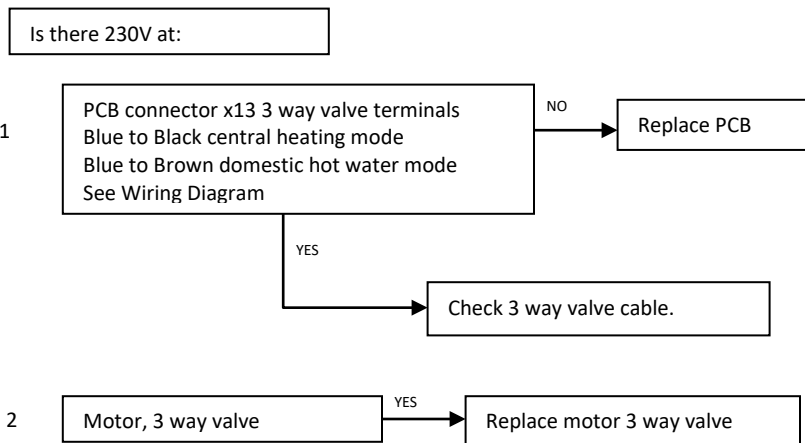 Is there 230V at:
1
PCB connector x13 3 way valve terminals
Blue to Black central heating mode
Blue to Brown domestic hot water mode
See Wiring Diagram
NO
Replace PCB
YES
Check 3 way valve cable.
2
Motor, 3 way valve
YES
Replace motor 3 way valve